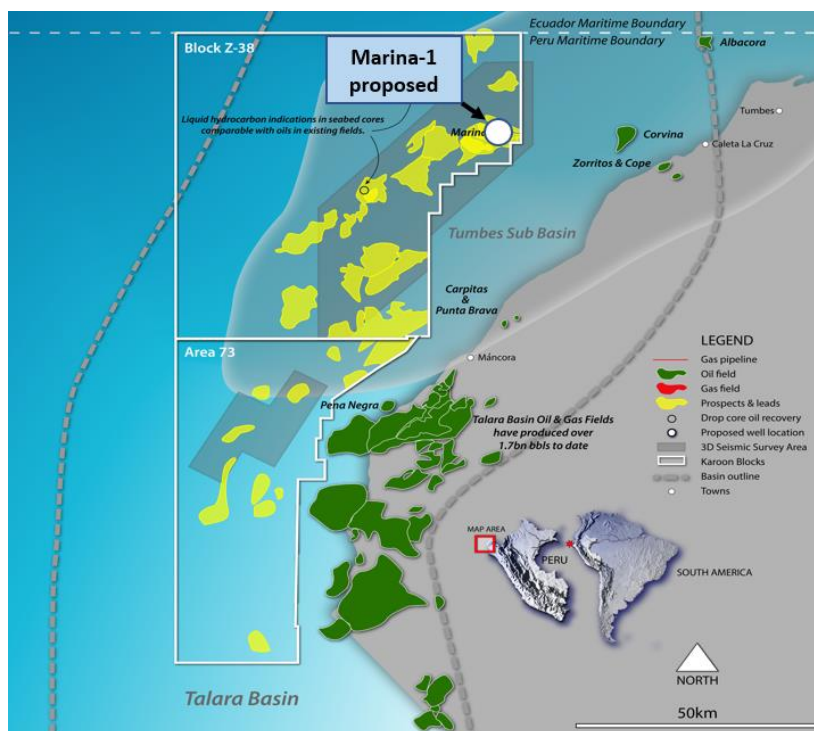 Ecuador Maritime Boundary
Peru Maritime Boundary
Block Z-38
Albacora
Marina-1
proposed
Liquid hydrocarbon indications in seabed cores
comparable with oils in existing fields.
Marina
Tumbes
Corvina
Caleta La Cruz
Zorritos & Cope
Tumbes Sub Basin
Carpitas
&
Punta Brava
Area 73
Máncora
Pena Negra
Talara Basin Oil & Gas Fields
have produced over
1.7bn bbls to date
LEGEND
Gas pipeline
Oil field
Gas field
Prospects & leads
Drop core oil recovery
Proposed well location
3D Seismic Survey Area
Karoon Blocks
Basin outline
Towns
MAP AREA
PERU
SOUTH AMERICA
Talara Basin
NORTH
50km